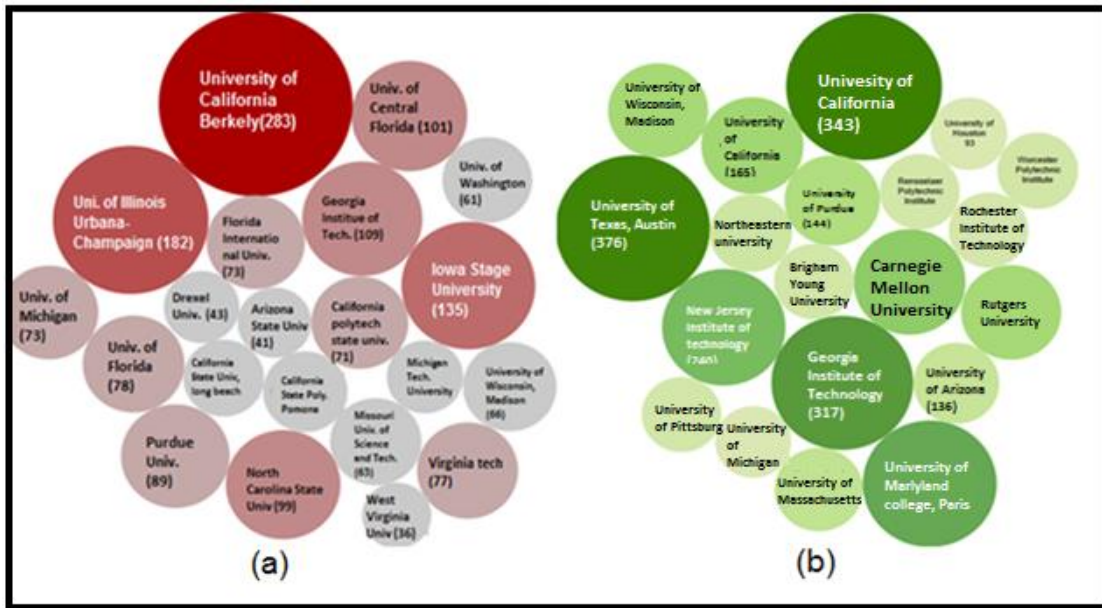 University of
California
Berkely(283)
Univ. of
Central
Florida (101)
Univ. of
Washington
(61)
Uni. of Illinois
Urbana-
Champaign (182)
Florida
Internatio
nal Univ.
(73)
Georgia
Institue of
Tech. (109)
Iowa Stage
University
(135)
Univ. of
Michigan
(73)
Drexel
Univ. (43)
Arizona
State Univ
(41)
California
polytech
state univ.
(71)
Univ. of
Florida
(78)
California
State Univ,
long beach
California
State Poly.
Pomona
Michigan
Tech.
University
University of
Wisconsin,
Madison
(66)
Purdue
Univ.
(89)
North
Carolina State
Univ (99)
Missouri
Univ. of
Science
and Tech.
(63)
Virginia tech
(77)
West
Virginia
Univ (36)
(a)
University of
Wisconsin,
Madison
Univesity of
California
(343)
University
of
California
(165)
University of
Houston
93
Worcester
Polytechnic
Institute
University of
Texas, Austin
(376)
Northeastern
university
University
of Purdue
(144)
Rensselaer
Polytechnic
Institute
Rochester
Institute of
Technology
Brigham
Young
University
Carnegie
Mellon
University
Rutgers
University
New Jersey
Institute of
technology
Georgia
Institute of
Technology
(317)
University
of Arizona
(136)
University
of Pittsburg
University
of
Michigan
University of
Massachusetts
University of
Marlyland
college, Paris
(b)